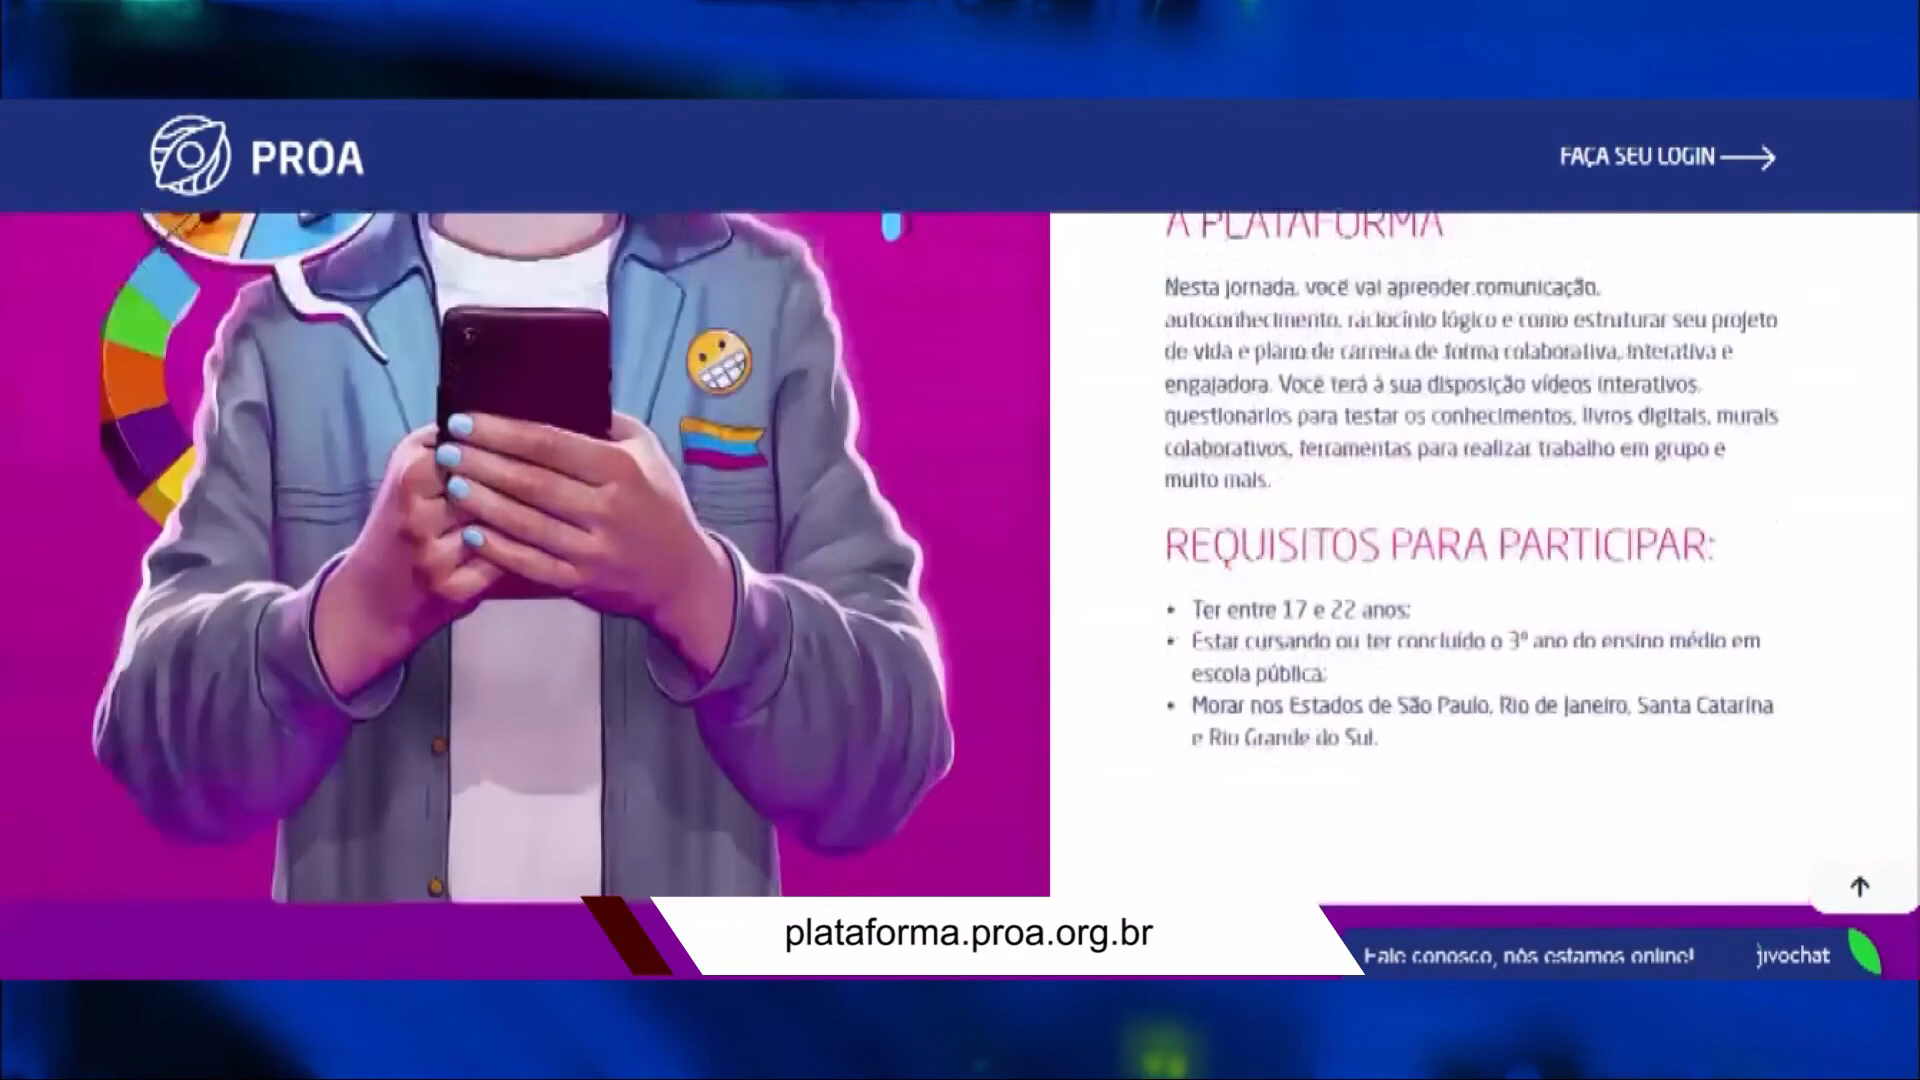 PROA
FAÇA SEU LOGIN
A PLATAFORMA
Nesta jornada, você vai aprender comunicação,
autoconhecimento, raciocínio lógico e como estruturar seu projeto
de vida e plano de carreira de forma colaborativa, interativa e
engajadora. Você terá à sua disposição vídeos interativos,
questionários para testar os conhecimentos, livros digitais, murais
colaborativos, ferramentas para realizar trabalho em grupo e
muito mais.
REQUISITOS PARA PARTICIPAR:
• Ter entre 17 e 22 anos;
• Estar cursando ou ter concluído o 3º ano do ensino médio em
escola pública;
• Morar nos Estados de São Paulo, Rio de Janeiro, Santa Catarina
e Rio Grande do Sul.
plataforma.proa.org.br
Fale conosco, nós estamos online!
jivochat